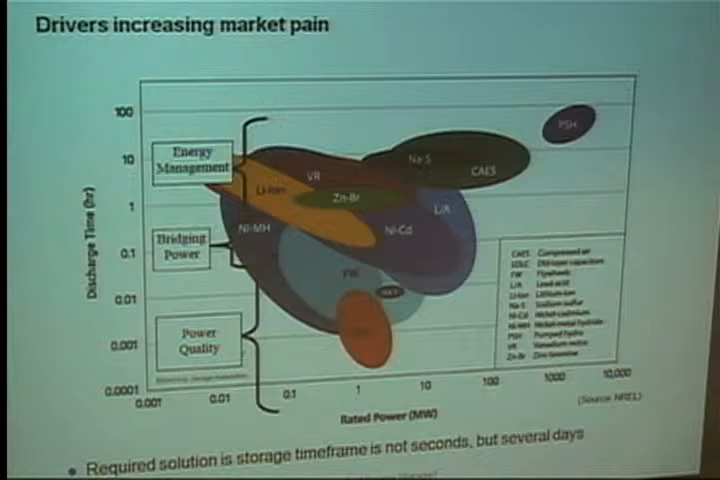 Drivers increasing market pain
100
10
1
0.1
0.01
0.001
0.0001
Discharge Time (hr)
Energy
Management
Bridging
Power
Power
Quality
PSH
Na-S
CAES
VR
Li-Ion
Zn-Br
L/A
Ni-MH
Ni-Cd
FW
CAES Compressed air
EDLC Dbl-layer capacitors
FW Flywheels
L/A Lead-acid
Li-Ion Lithium-ion
Na-S Sodium-sulfur
Ni-Cd Nickel-cadmium
Ni-MH Nickel-metal hydride
PSH Pumped hydro
VR Vanadium redox
Zn-Br Zinc-bromine
0.001
0.01
0.1
1
10
100
1000
10,000
Rated Power (MW)
(Source: NREL)
• Required solution is storage timeframe is not seconds, but several days